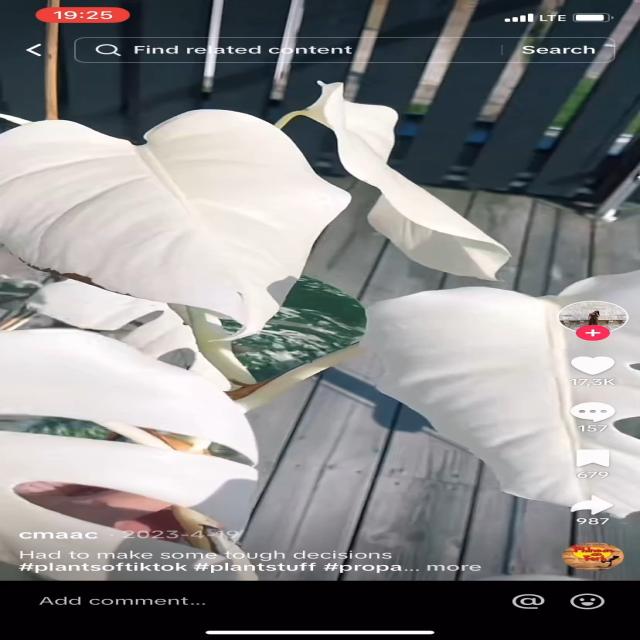 19:25
LTE
Find related content
Search
17,3K
157
679
987
cmaac · 2023-4-19
Had to make some tough decisions
#plantsoftiktok #plantstuff #propa... more
Add comment...
@